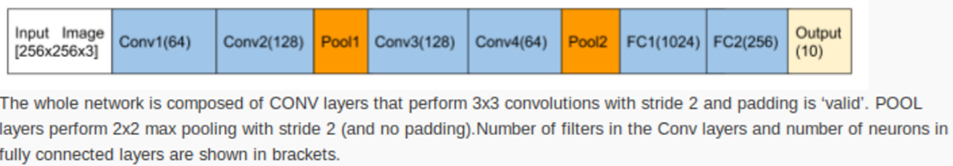 Input Image
[256x256x3]
Conv1(64)
Conv2(128)
Pool1
Conv3(128)
Conv4(64)
Pool2
FC1(1024)
FC2(256)
Output
(10)
The whole network is composed of CONV layers that perform 3x3 convolutions with stride 2 and padding is ‘valid’. POOL
layers perform 2x2 max pooling with stride 2 (and no padding).Number of filters in the Conv layers and number of neurons in
fully connected layers are shown in brackets.